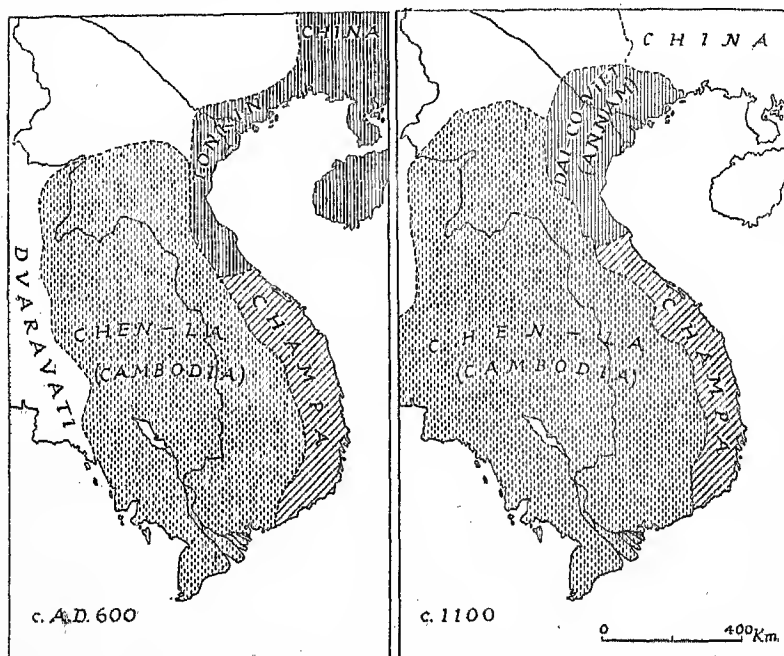 CHINA
TONKIN
DVARAVATI
CHEN-LA
(CAMBODIA)
CHAMPA
c. A.D. 600
CHINA
DAI CO VIET
(ANNAM)
CHEN-LA
(CAMBODIA)
CHAMPA
c. 1100
0 400 Km.